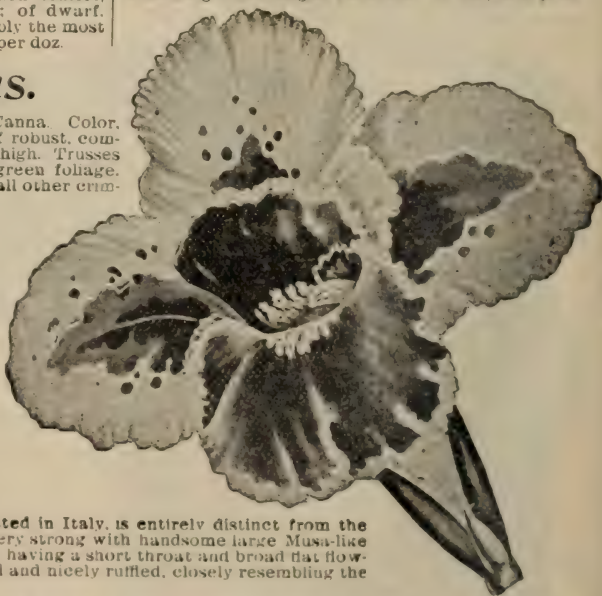 : of dwarf.
bly the most
per doz.
s.
Canna. Color,
f robust, com-
high. Trusses
green foliage.
all other crim-
ted in Italy, is entirely distinct from the
ery strong with handsome large Musa-like
having a short throat and broad flat flow-
l and nicely ruffled, closely resembling the